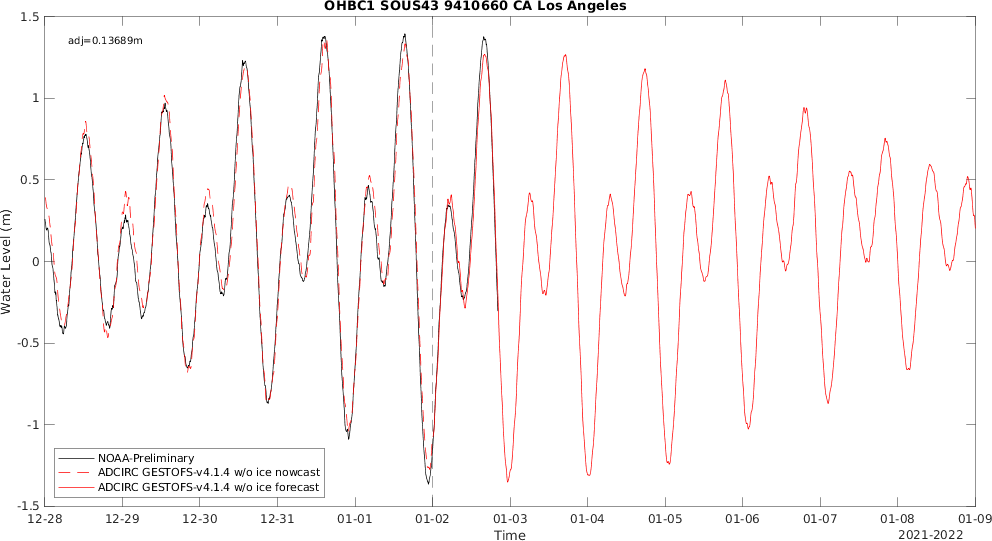 OHBC1 SOUS43 9410660 CA Los Angeles
adj=0.13689m
1.5
1
0.5
0
-0.5
-1
-1.5
Water Level (m)
NOAA-Preliminary
ADCIRC GESTOFS-v4.1.4 w/o ice nowcast
ADCIRC GESTOFS-v4.1.4 w/o ice forecast
12-28 12-29 12-30 12-31 01-01 01-02 01-03 01-04 01-05 01-06 01-07 01-08 01-09
Time
2021-2022